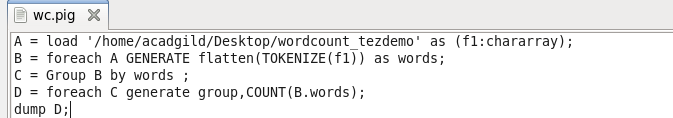 wc.pig
A = load '/home/acadgild/Desktop/wordcount_tezdemo' as (f1:chararray);
B = foreach A GENERATE flatten(TOKENIZE(f1)) as words;
C = Group B by words ;
D = foreach C generate group,COUNT(B.words);
dump D;